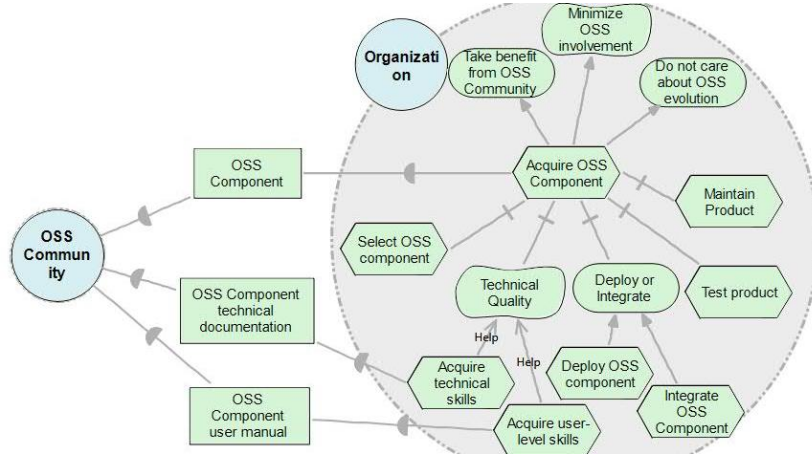 Minimize
OSS
involvement
Organizati
on
Take benefit
from OSS
Community
Do not care
about OSS
evolution
OSS
Component
Acquire OSS
Component
Maintain
Product
OSS
Commun
ity
Select OSS
component
OSS Component
technical
documentation
Technical
Quality
Deploy or
Integrate
Test product
Help
Help
Acquire
technical
skills
Deploy OSS
component
Integrate
OSS
Component
OSS
Component
user manual
Acquire user-
level skills